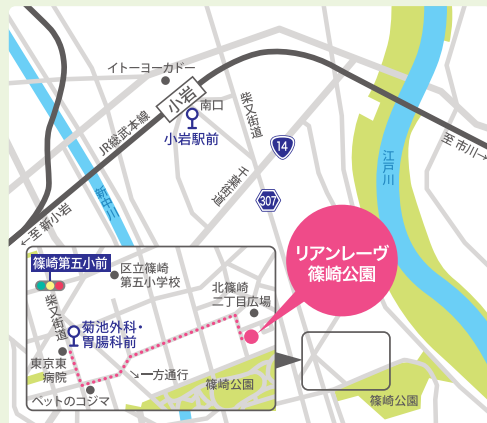 イトーヨーカドー
小岩
南口
小岩駅前
柴又街道
14
JR総武本線
千葉街道
307
江戸川
至 市川→
新中川
←至 新小岩
リアンレーヴ
篠崎公園
篠崎第五小前
区立篠崎
第五小学校
北篠崎
二丁目広場
柴又街道
菊池外科・
胃腸科前
東京東
病院
↘一方通行
ペットのコジマ
篠崎公園
篠崎公園